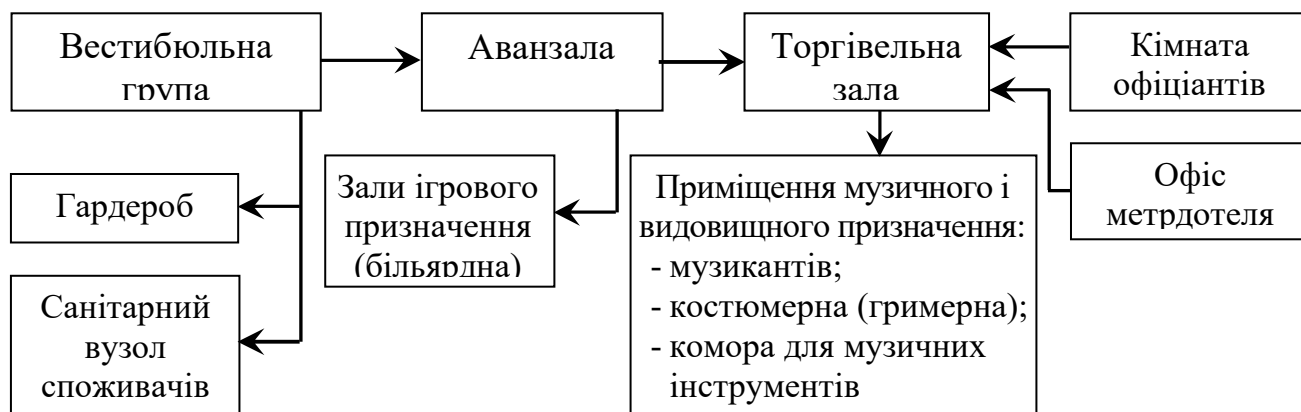 Вестибюльна
група
Аванзала
Торгівельна
зала
Кімната
офіціантів
Гардероб
Зали ігрового
призначення
(більярдна)
Приміщення музичного і
видовищного призначення:
- музикантів;
- костюмерна (гримерна);
- комора для музичних
інструментів
Офіс
метрдотеля
Санітарний
вузол
споживачів